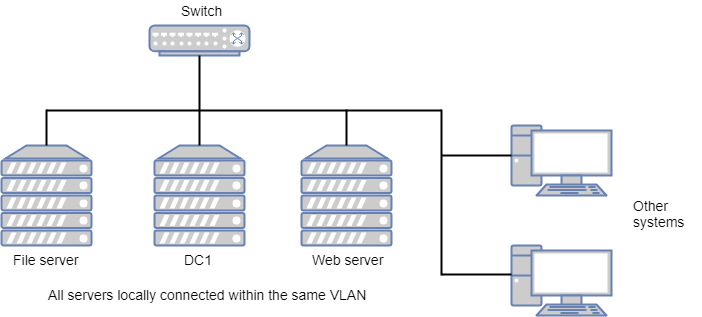 Switch
File server
DC1
Web server
Other
systems
All servers locally connected within the same VLAN